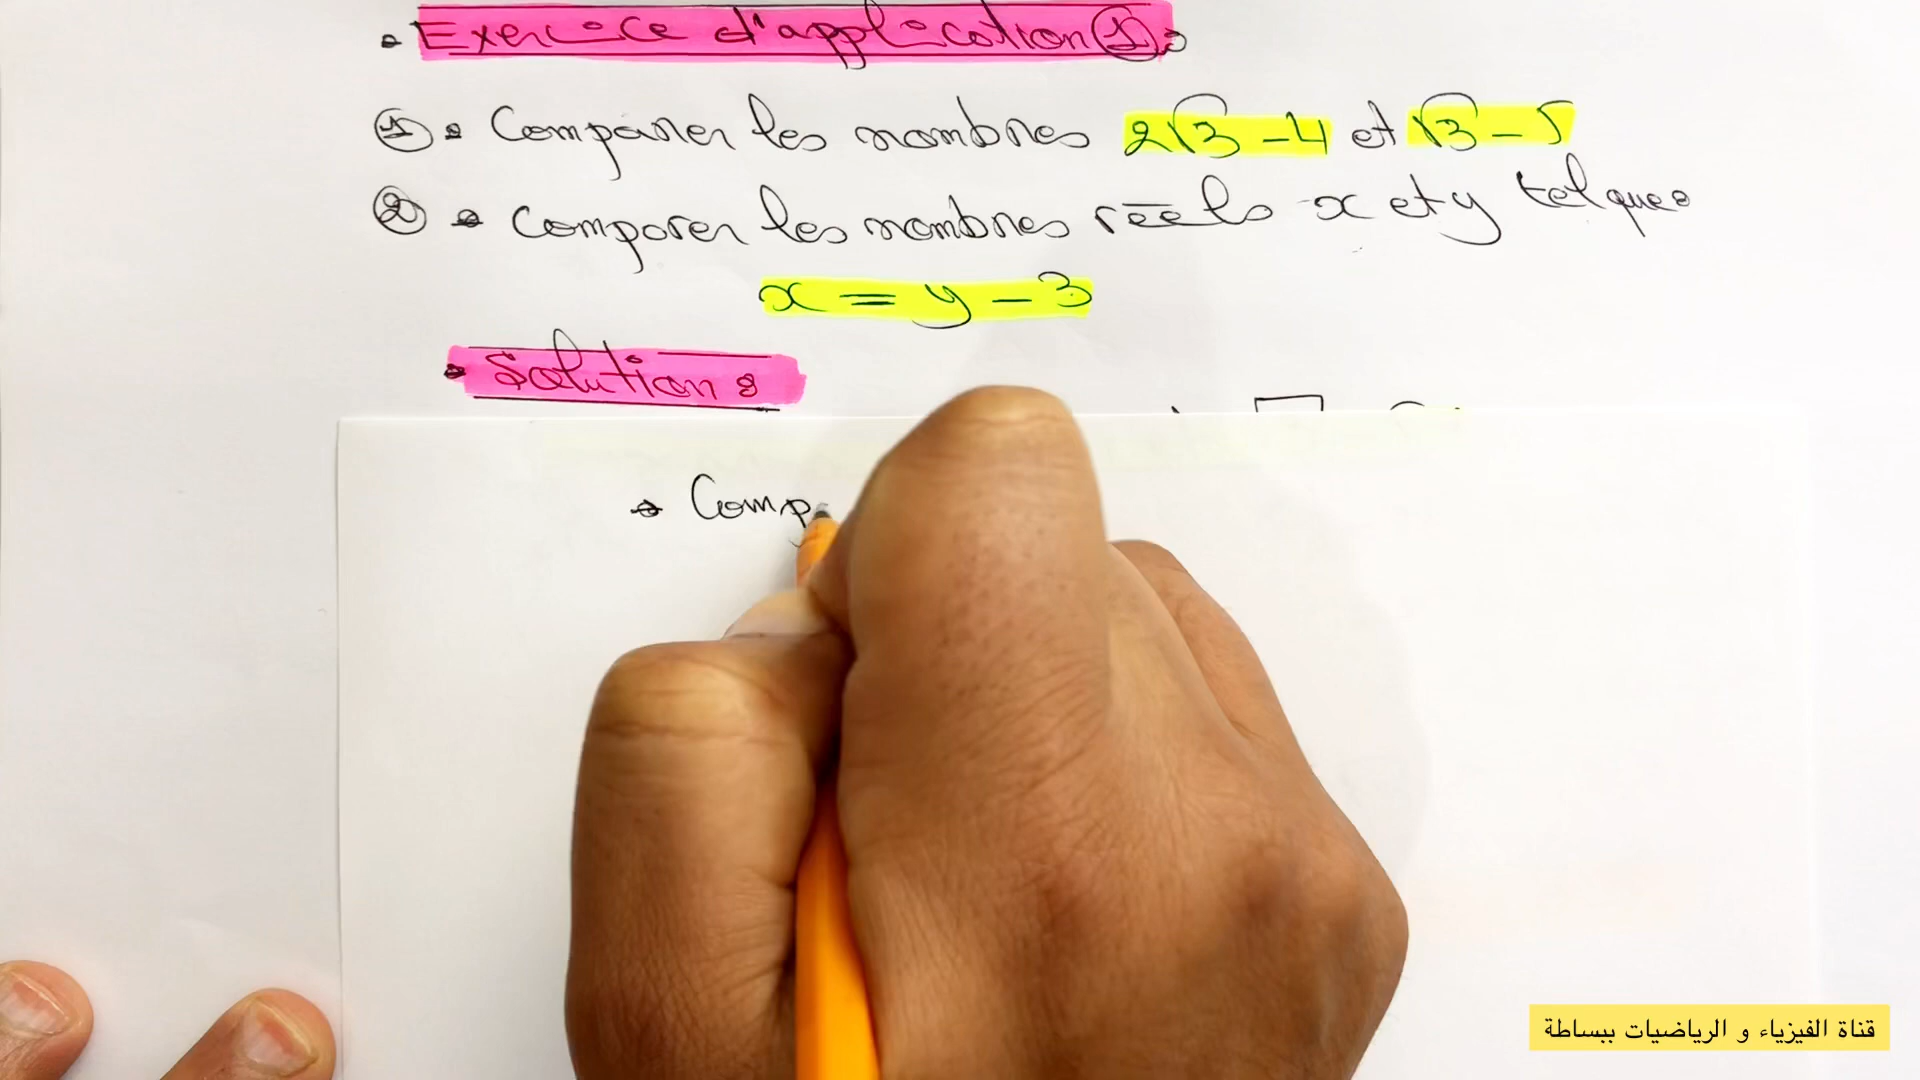 Exercice d'application ① :
① • Comparer les nombres 2√3 - 4 et √3 - 5
② • Comparer les nombres réels x et y tel que :
x = y - 3
• Solution :
→ Comp
قناة الفيزياء و الرياضيات ببساطة